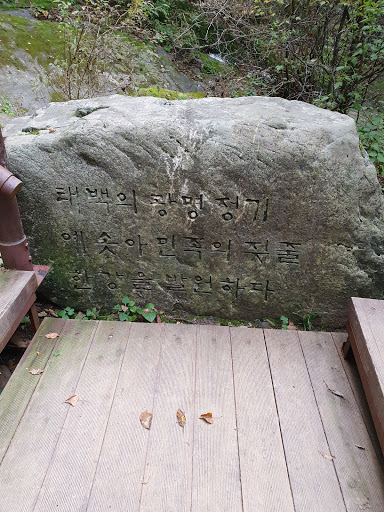 태백의 광명 정기
예 솟아 민족의 젖줄
한강을 발원하다